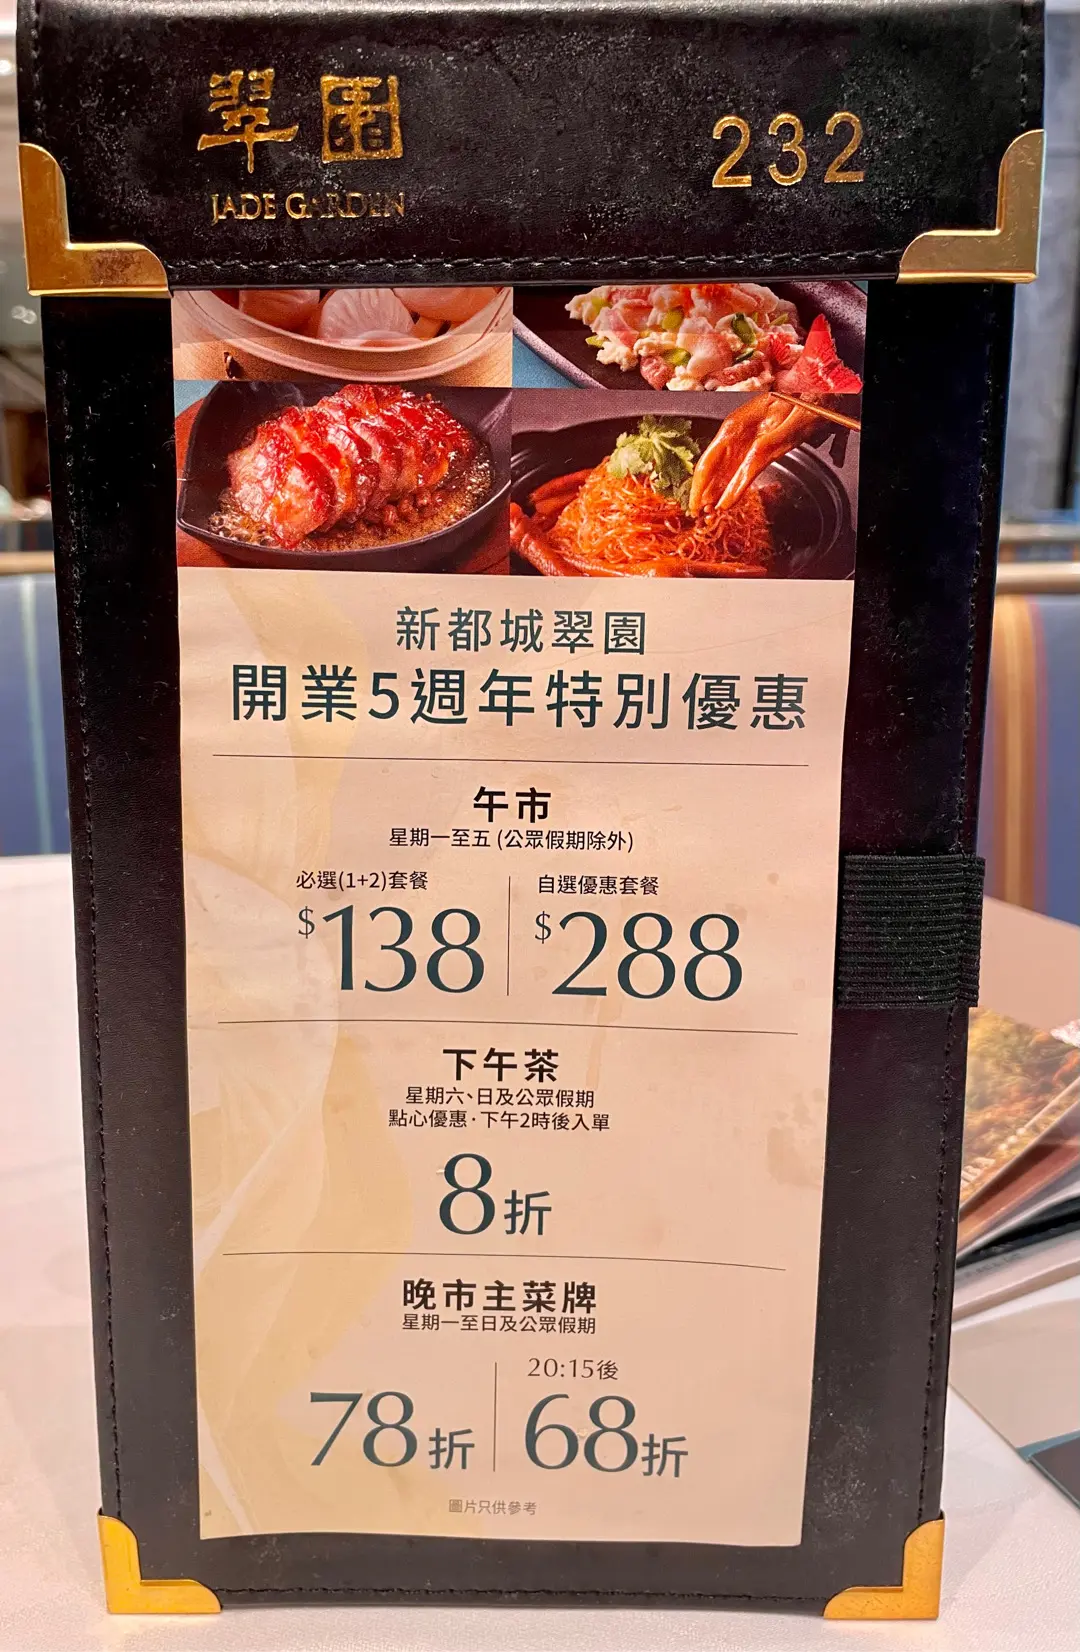 翠園
JADE GARDEN
232
新都城翠園
開業5週年特別優惠
午市
星期一至五 (公眾假期除外)
必選(1+2)套餐
$138
自選優惠套餐
$288
下午茶
星期六、日及公眾假期
點心優惠·下午2時後入單
8折
晚市主菜牌
星期一至日及公眾假期
78折
20:15後
68折
圖片只供參考